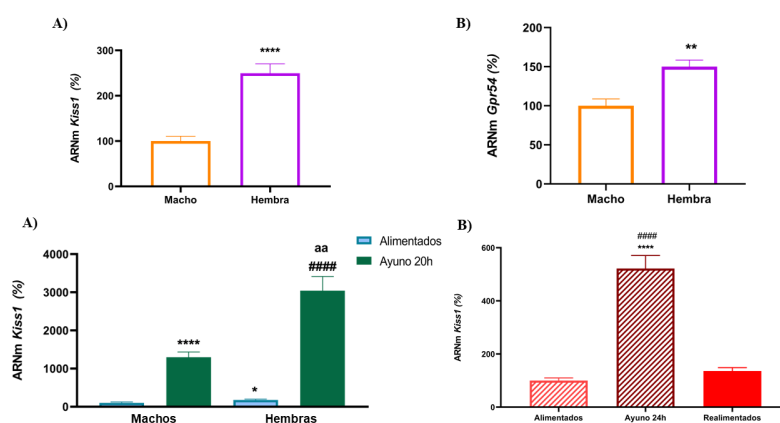 A)
ARNm Kiss1 (%)
300
200
100
0
****
Macho
Hembra
B)
ARNm Gpr54 (%)
200
150
100
50
0
**
Macho
Hembra
A)
ARNm Kiss1 (%)
4000
3000
2000
1000
0
****
*
aa
####
Alimentados
Ayuno 20h
Machos
Hembras
B)
ARNm Kiss1 (%)
600
400
200
0
####
****
Alimentados
Ayuno 24h
Realimentados